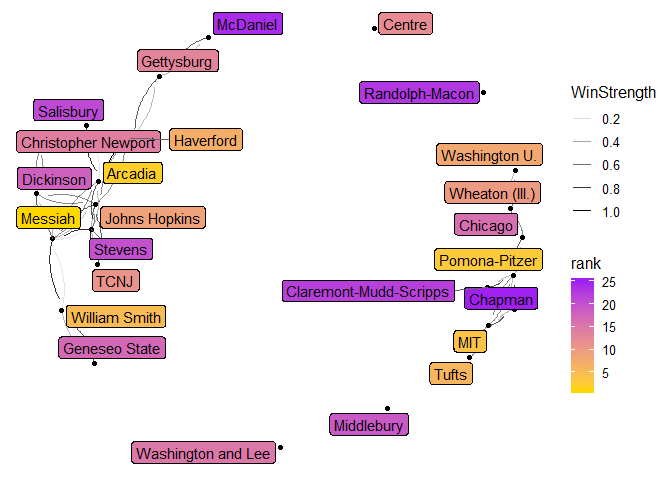 McDaniel
Centre
Gettysburg
Randolph-Macon
Salisbury
Christopher Newport
Haverford
Dickinson
Arcadia
Messiah
Johns Hopkins
Stevens
TCNJ
William Smith
Geneseo State
Washington U.
Wheaton (Ill.)
Chicago
Pomona-Pitzer
Claremont-Mudd-Scripps
Chapman
MIT
Tufts
Middlebury
Washington and Lee
WinStrength
0.2
0.4
0.6
0.8
1.0
rank
25
20
15
10
5